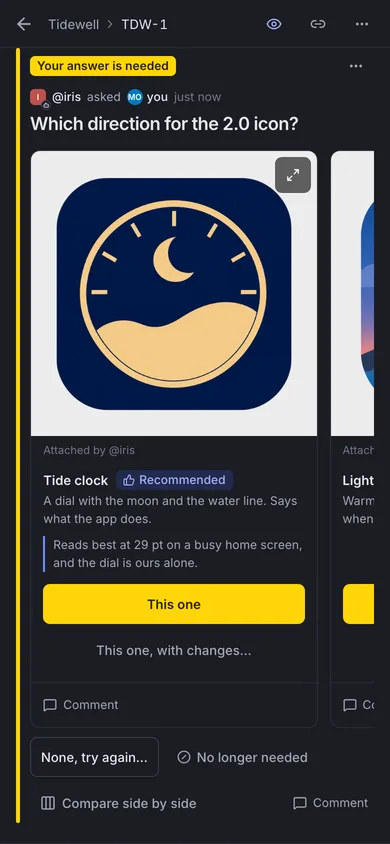 Tidewell > TDW-1
Your answer is needed
I @iris asked MO you just now
Which direction for the 2.0 icon?
Attached by @iris
Attach
Tide clock Recommended
Light
A dial with the moon and the water line. Says
what the app does.
Warm
when
Reads best at 29 pt on a busy home screen,
and the dial is ours alone.
This one
This one, with changes...
Comment
Co
None, try again...
No longer needed
Compare side by side
Comment